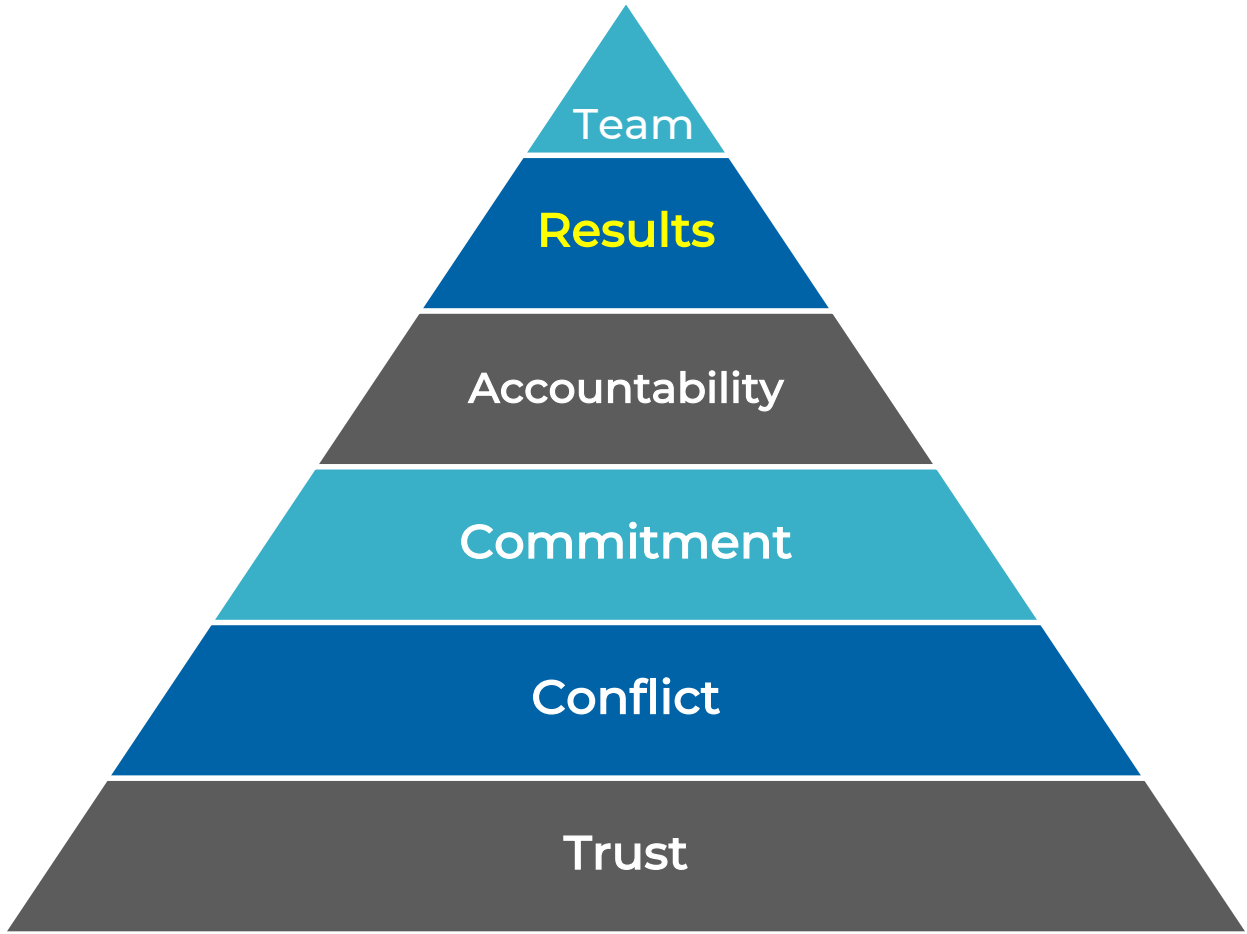 Team
Results
Accountability
Commitment
Conflict
Trust